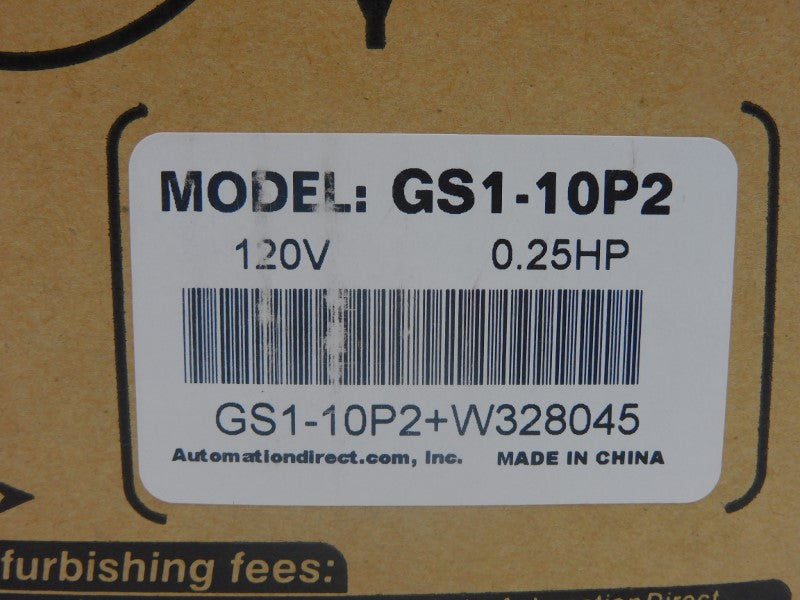 MODEL: GS1-10P2
120V 0.25HP
GS1-10P2+W328045
Automationdirect.com, Inc. MADE IN CHINA
furbishing fees: